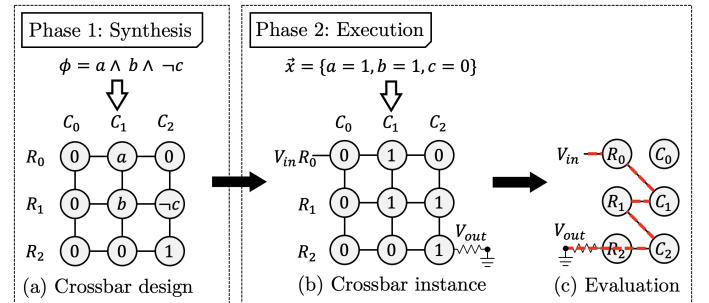 Phase 1: Synthesis
ϕ = a ∧ b ∧ ¬c
C₀ C₁ C₂
R₀ 0 a 0
R₁ 0 b ¬c
R₂ 0 0 1
(a) Crossbar design
Phase 2: Execution
x⃗ = {a = 1, b = 1, c = 0}
C₀ C₁ C₂
Vᵢₙ R₀ 0 1 0
R₁ 0 1 1
Vₒᵤₜ
R₂ 0 0 1
(b) Crossbar instance
Vᵢₙ R₀ C₀
R₁ C₁
Vₒᵤₜ
R₂ C₂
(c) Evaluation